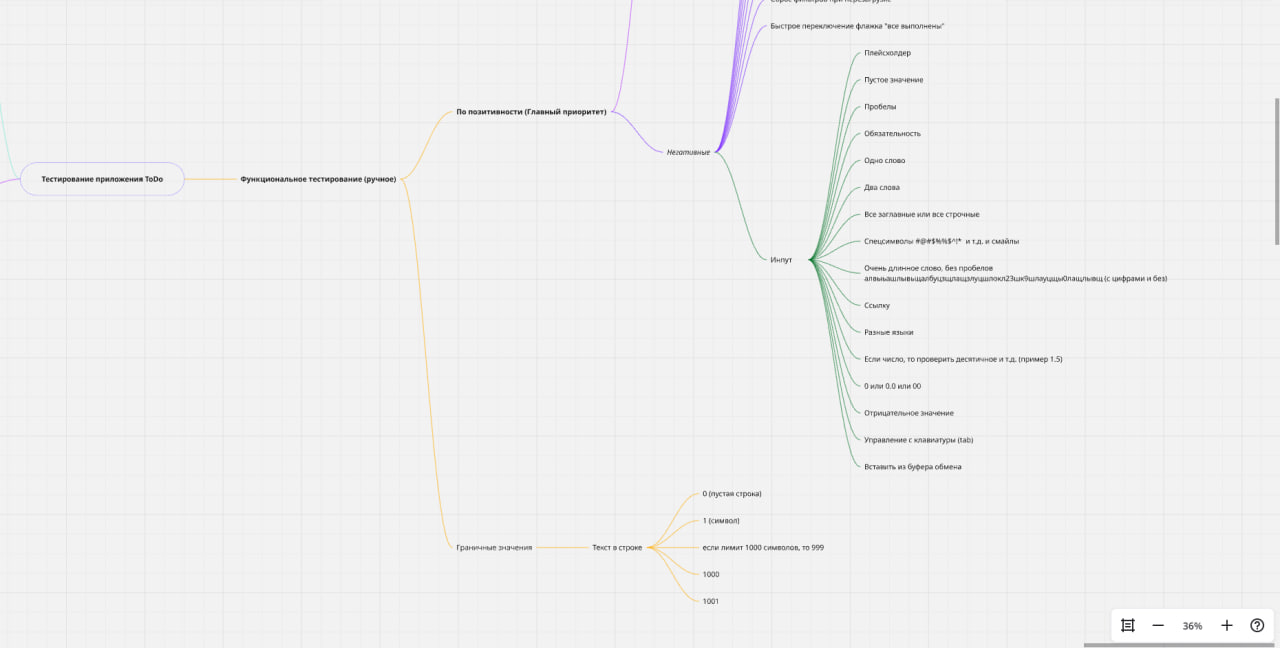 Сброс фильтров при перезагрузке
Быстрое переключение флажка "все выполнены"
Плейсхолдер
Пустое значение
Пробелы
По позитивности (Главный приоритет)
Обязательность
Негативные
Одно слово
Тестирование приложения ToDo
Функциональное тестирование (ручное)
Два слова
Все заглавные или все строчные
Спецсимволы #@#$%%$^!* и т.д. и смайлы
Инпут
Очень длинное слово, без пробелов
(с цифрами и без)
Ссылку
Разные языки
Если число, то проверить десятичное и т.д. (пример 1.5)
0 или 0.0 или 00
Отрицательное значение
Управление с клавиатуры (tab)
Вставить из буфера обмена
0 (пустая строка)
1 (символ)
Граничные значения
Текст в строке
если лимит 1000 символов, то 999
1000
1001
36%